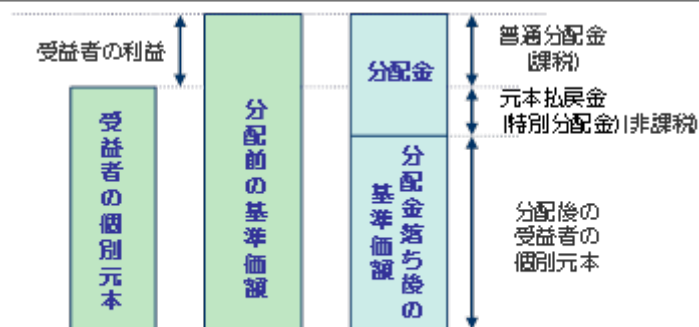 受益者の利益
受益者の個別元本
分配前の基準価額
分配金
分配金落ち後の
基準価額
普通分配金
(課税)
元本払戻金
(特別分配金)(非課税)
分配後の
受益者の
個別元本